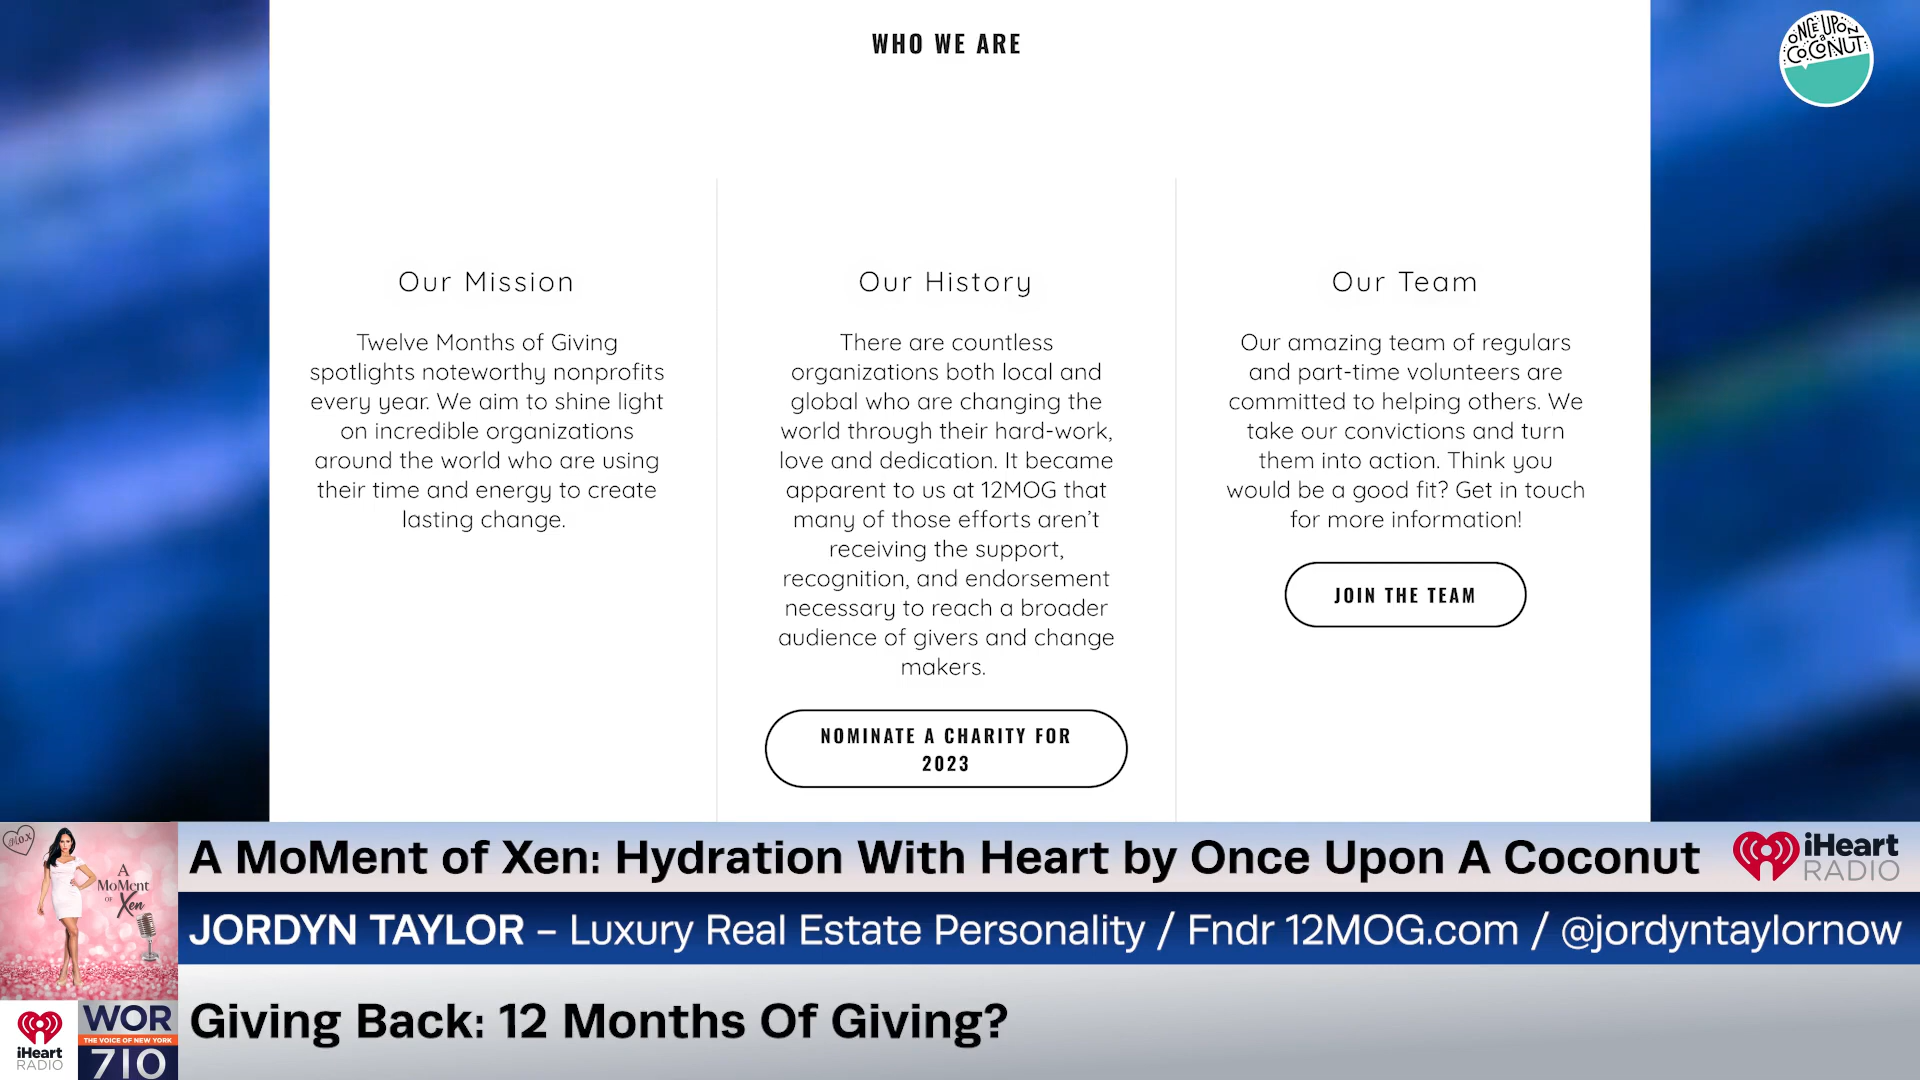 WHO WE ARE
ONCE UPON
a
COCONUT
Our Mission
Twelve Months of Giving
spotlights noteworthy nonprofits
every year. We aim to shine light
on incredible organizations
around the world who are using
their time and energy to create
lasting change.
Our History
There are countless
organizations both local and
global who are changing the
world through their hard-work,
love and dedication. It became
apparent to us at 12MOG that
many of those efforts aren’t
receiving the support,
recognition, and endorsement
necessary to reach a broader
audience of givers and change
makers.
NOMINATE A CHARITY FOR
2023
Our Team
Our amazing team of regulars
and part-time volunteers are
committed to helping others. We
take our convictions and turn
them into action. Think you
would be a good fit? Get in touch
for more information!
JOIN THE TEAM
M.O.X
A
MoMent
OF Xen
A MoMent of Xen: Hydration With Heart by Once Upon A Coconut
iHeart
RADIO
JORDYN TAYLOR – Luxury Real Estate Personality / Fndr 12MOG.com / @jordyntaylornow
Giving Back: 12 Months Of Giving?
iHeart
RADIO
WOR
THE VOICE OF NEW YORK
710